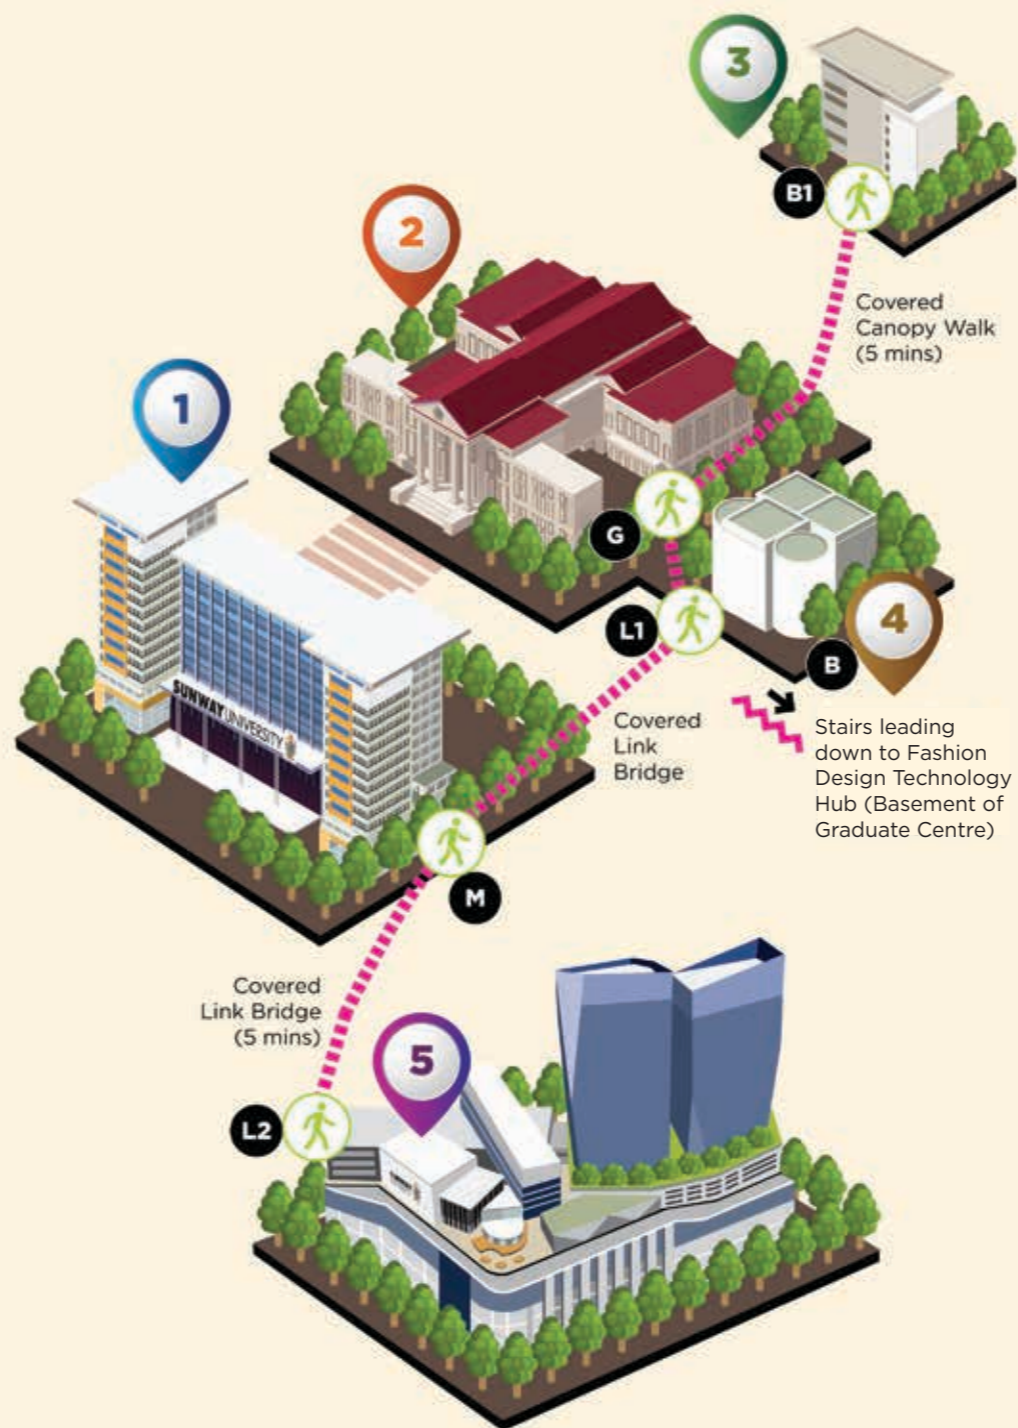 3
B1
Covered
Canopy Walk
(5 mins)
2
1
G
L1
4
B
SUNWAY UNIVERSITY
Covered
Link
Bridge
Stairs leading
down to Fashion
Design Technology
Hub (Basement of
Graduate Centre)
M
Covered
Link Bridge
(5 mins)
5
L2